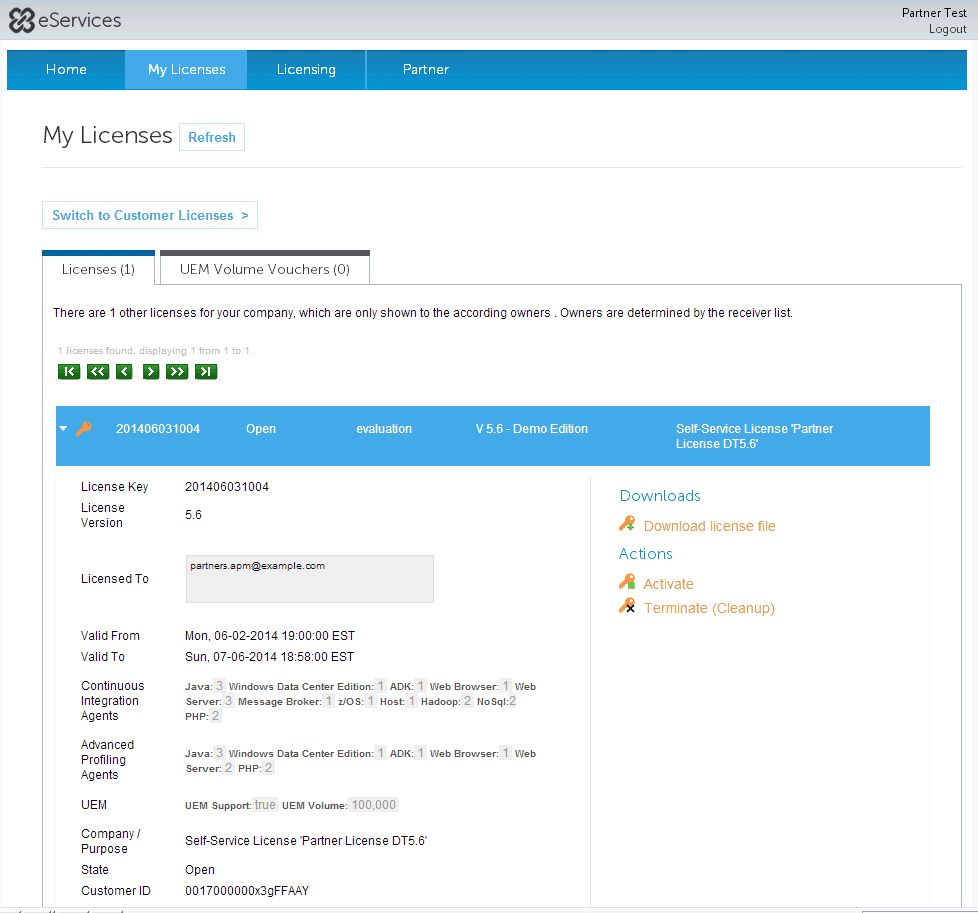 eServices
Partner Test
Logout
Home My Licenses Licensing Partner
My Licenses Refresh
Switch to Customer Licenses >
Licenses (1) UEM Volume Vouchers (0)
There are 1 other licenses for your company, which are only shown to the according owners . Owners are determined by the receiver list.
1 licenses found, displaying 1 from 1 to 1.
201406031004 Open evaluation V 5.6 - Demo Edition Self-Service License 'Partner
License DT5.6'
License Key 201406031004
License
Version 5.6
Licensed To partners.apm@example.com
Valid From Mon, 06-02-2014 19:00:00 EST
Valid To Sun, 07-06-2014 18:58:00 EST
Continuous
Integration
Agents
Java: 3 Windows Data Center Edition: 1 ADK: 1 Web Browser: 1 Web
Server: 3 Message Broker: 1 z/OS: 1 Host: 1 Hadoop: 2 NoSql:2
PHP: 2
Advanced
Profiling
Agents
Java: 3 Windows Data Center Edition: 1 ADK: 1 Web Browser: 1 Web
Server: 2 PHP: 2
UEM UEM Support: true UEM Volume: 100,000
Company /
Purpose Self-Service License 'Partner License DT5.6'
State Open
Customer ID 0017000000x3gFFAAY
Downloads
Download license file
Actions
Activate
Terminate (Cleanup)